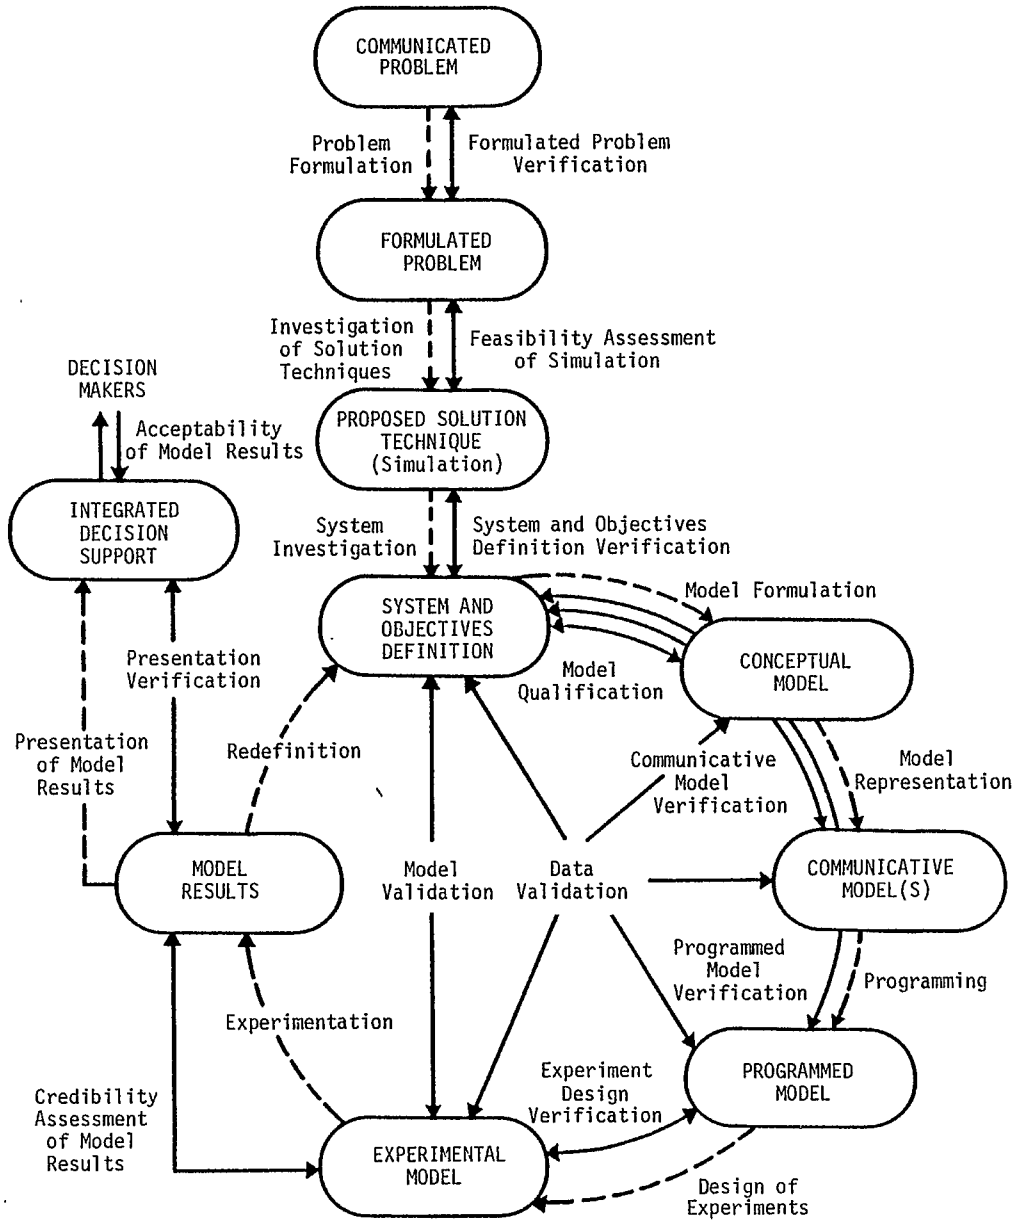 COMMUNICATED
PROBLEM
Problem
Formulation
Formulated Problem
Verification
FORMULATED
PROBLEM
Investigation
of Solution
Techniques
Feasibility Assessment
of Simulation
DECISION
MAKERS
Acceptability
of Model Results
PROPOSED SOLUTION
TECHNIQUE
(Simulation)
INTEGRATED
DECISION
SUPPORT
System
Investigation
System and Objectives
Definition Verification
SYSTEM AND
OBJECTIVES
DEFINITION
Model Formulation
Model
Qualification
CONCEPTUAL
MODEL
Presentation
Verification
Presentation
of Model
Results
Redefinition
Communicative
Model
Verification
Model
Representation
MODEL
RESULTS
Model
Validation
Data
Validation
COMMUNICATIVE
MODEL(S)
Programmed
Model
Verification
Programming
Experimentation
Credibility
Assessment
of Model
Results
Experiment
Design
Verification
PROGRAMMED
MODEL
EXPERIMENTAL
MODEL
Design of
Experiments